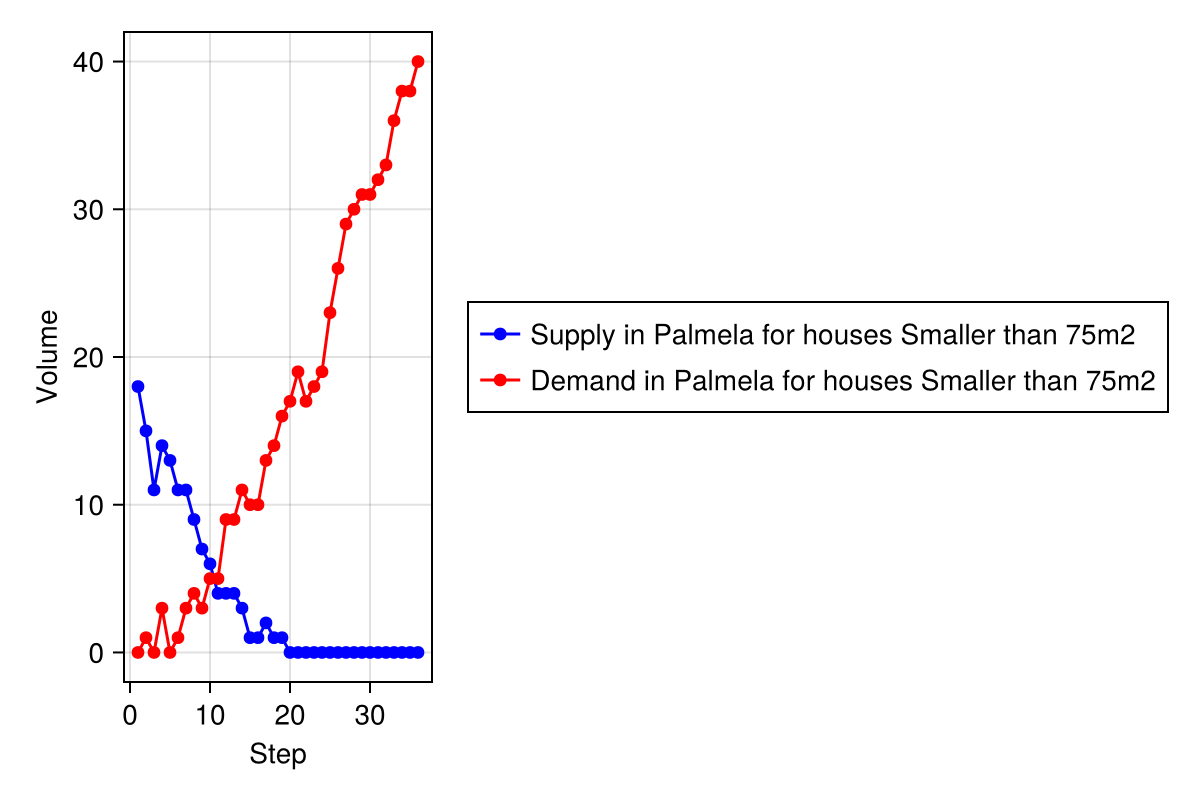 40
30
20
10
0
Volume
0 10 20 30
Step
Supply in Palmela for houses Smaller than 75m2
Demand in Palmela for houses Smaller than 75m2